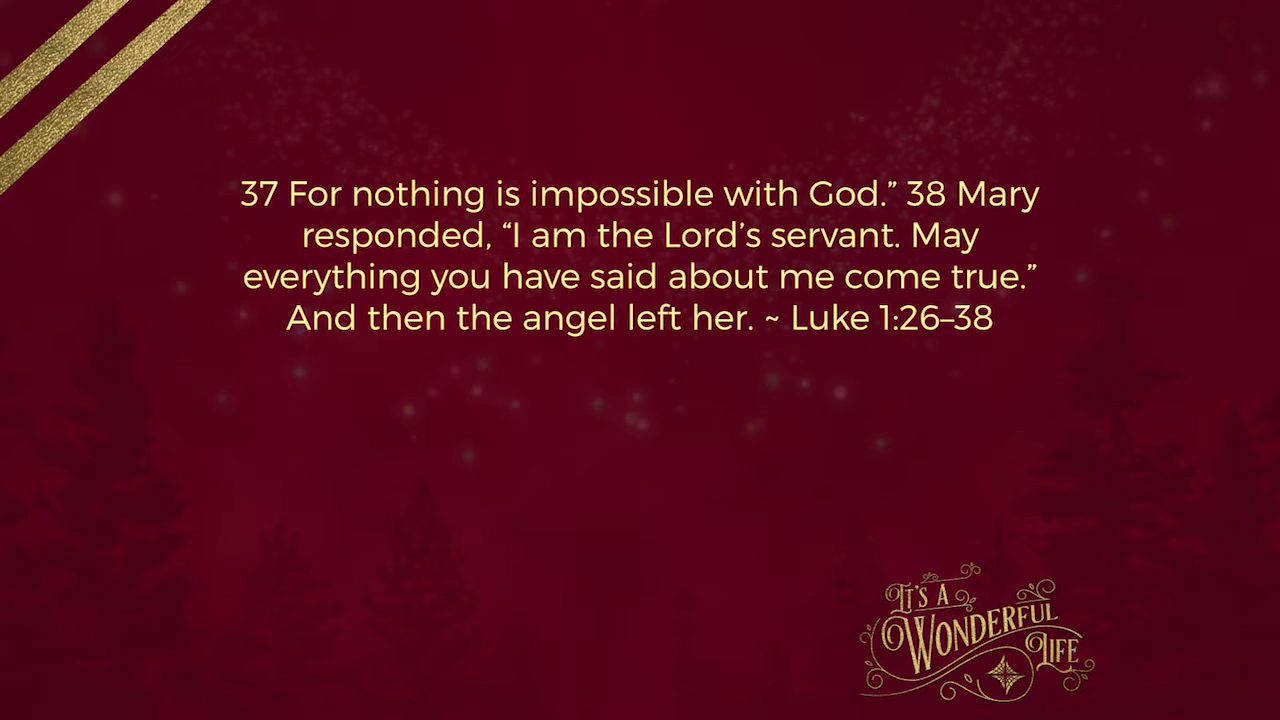 37 For nothing is impossible with God.” 38 Mary
responded, “I am the Lord’s servant. May
everything you have said about me come true.”
And then the angel left her. ~ Luke 1:26–38
IT'S A
WONDERFUL
LIFE